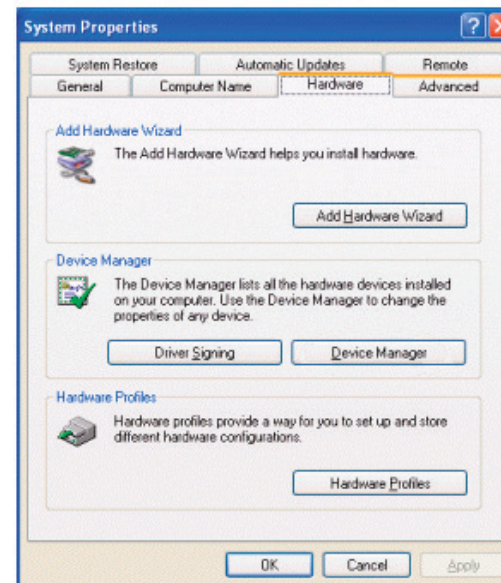 System Properties
System Restore Automatic Updates Remote
General Computer Name Hardware Advanced
Add Hardware Wizard
The Add Hardware Wizard helps you install hardware.
Add Hardware Wizard
Device Manager
The Device Manager lists all the hardware devices installed
on your computer. Use the Device Manager to change the
properties of any device.
Driver Signing Device Manager
Hardware Profiles
Hardware profiles provide a way for you to set up and store
different hardware configurations.
Hardware Profiles
OK Cancel Apply